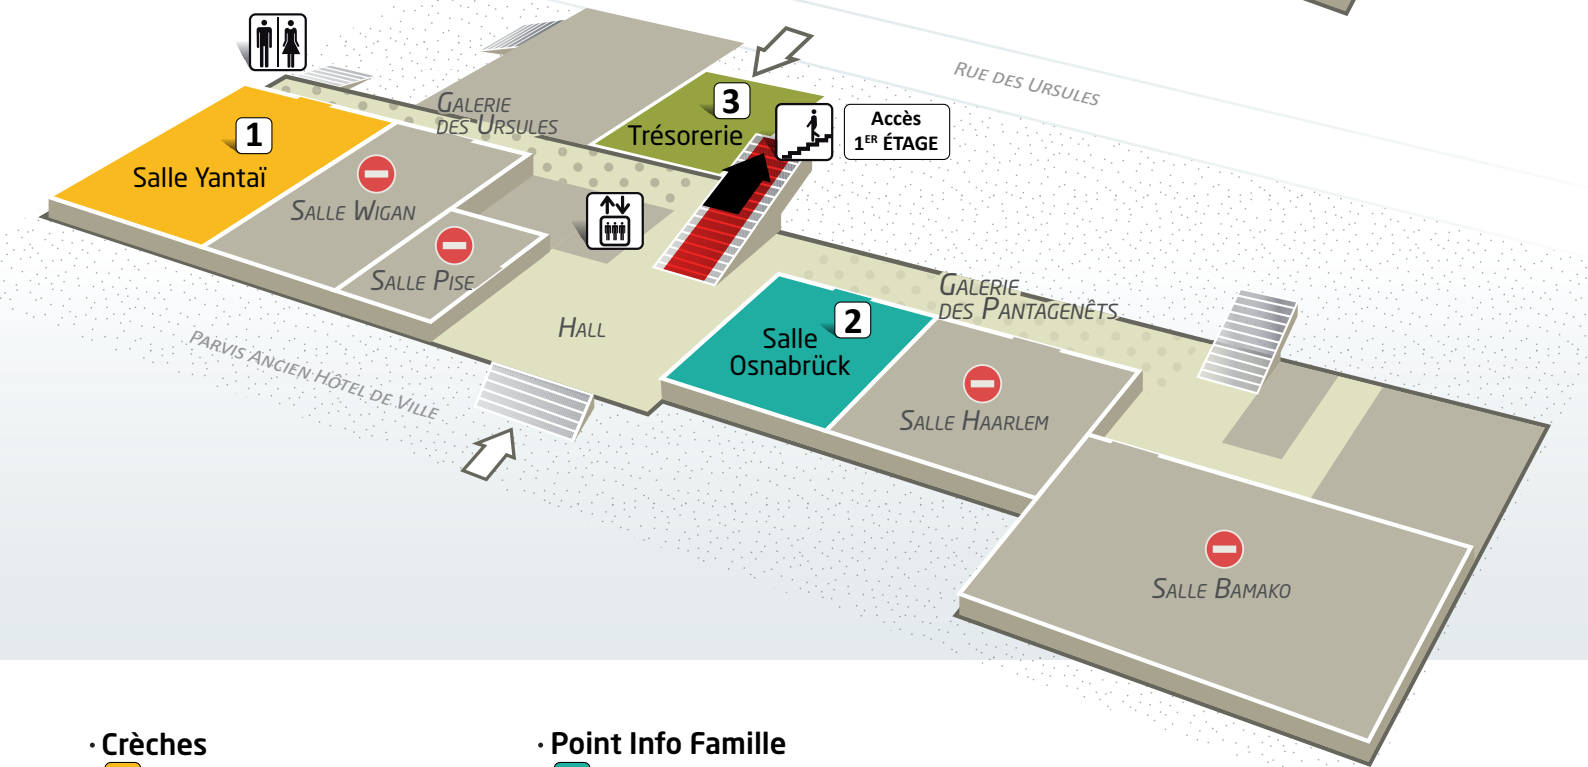 RUE DES URSULES
GALERIE
DES URSULES
3
Trésorerie
Accès
1ER ÉTAGE
1
Salle Yantaï
SALLE WIGAN
SALLE PISE
HALL
GALERIE
DES PANTAGENÊTS
2
Salle
Osnabrück
PARVIS ANCIEN HÔTEL DE VILLE
SALLE HAARLEM
SALLE BAMAKO
· Crèches
· Point Info Famille